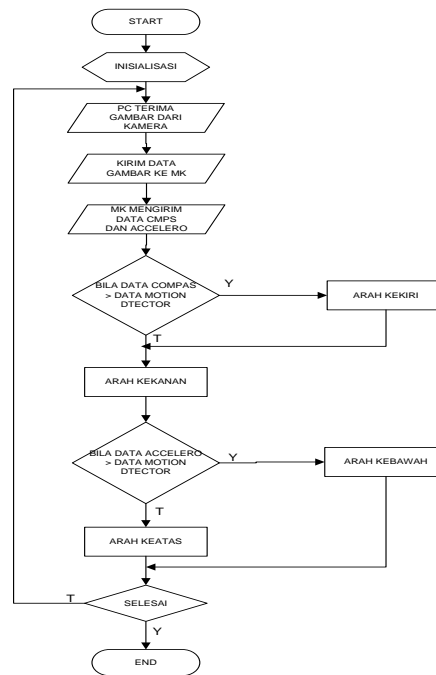 START
INISIALISASI
PC TERIMA
GAMBAR DARI
KAMERA
KIRIM DATA
GAMBAR KE MK
MK MENGIRIM
DATA CMPS
DAN ACCELERO
BILA DATA COMPAS
> DATA MOTION
DTECTOR
Y
ARAH KEKIRI
T
ARAH KEKANAN
BILA DATA ACCELERO
> DATA MOTION
DTECTOR
Y
ARAH KEBAWAH
T
ARAH KEATAS
T
SELESAI
Y
END